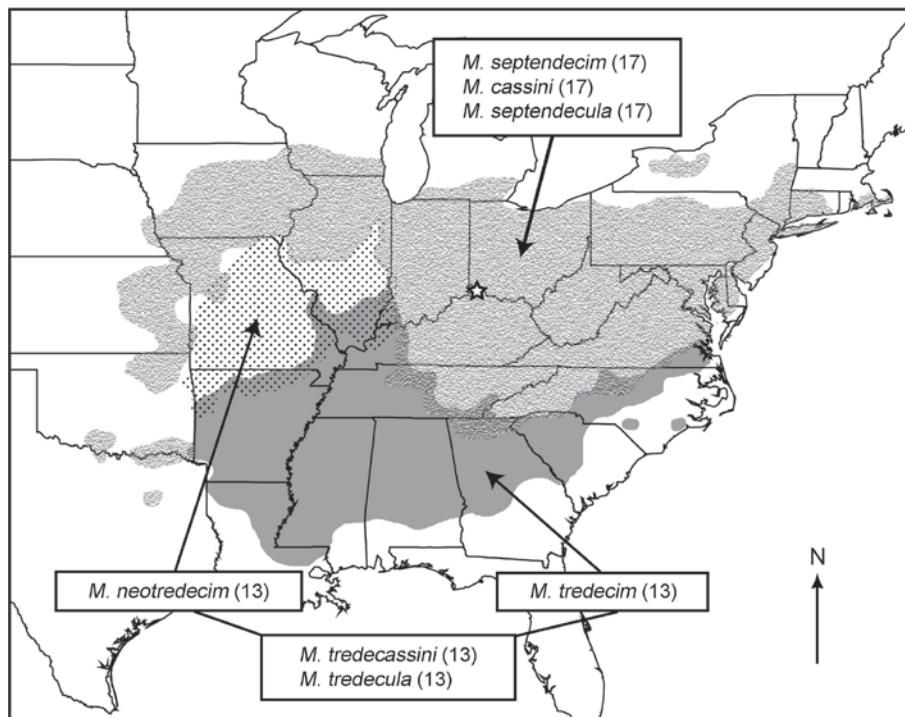 M. septendecim (17)
M. cassini (17)
M. septendecula (17)
N
M. neotredecim (13)
M. tredecim (13)
M. tredecassini (13)
M. tredecula (13)